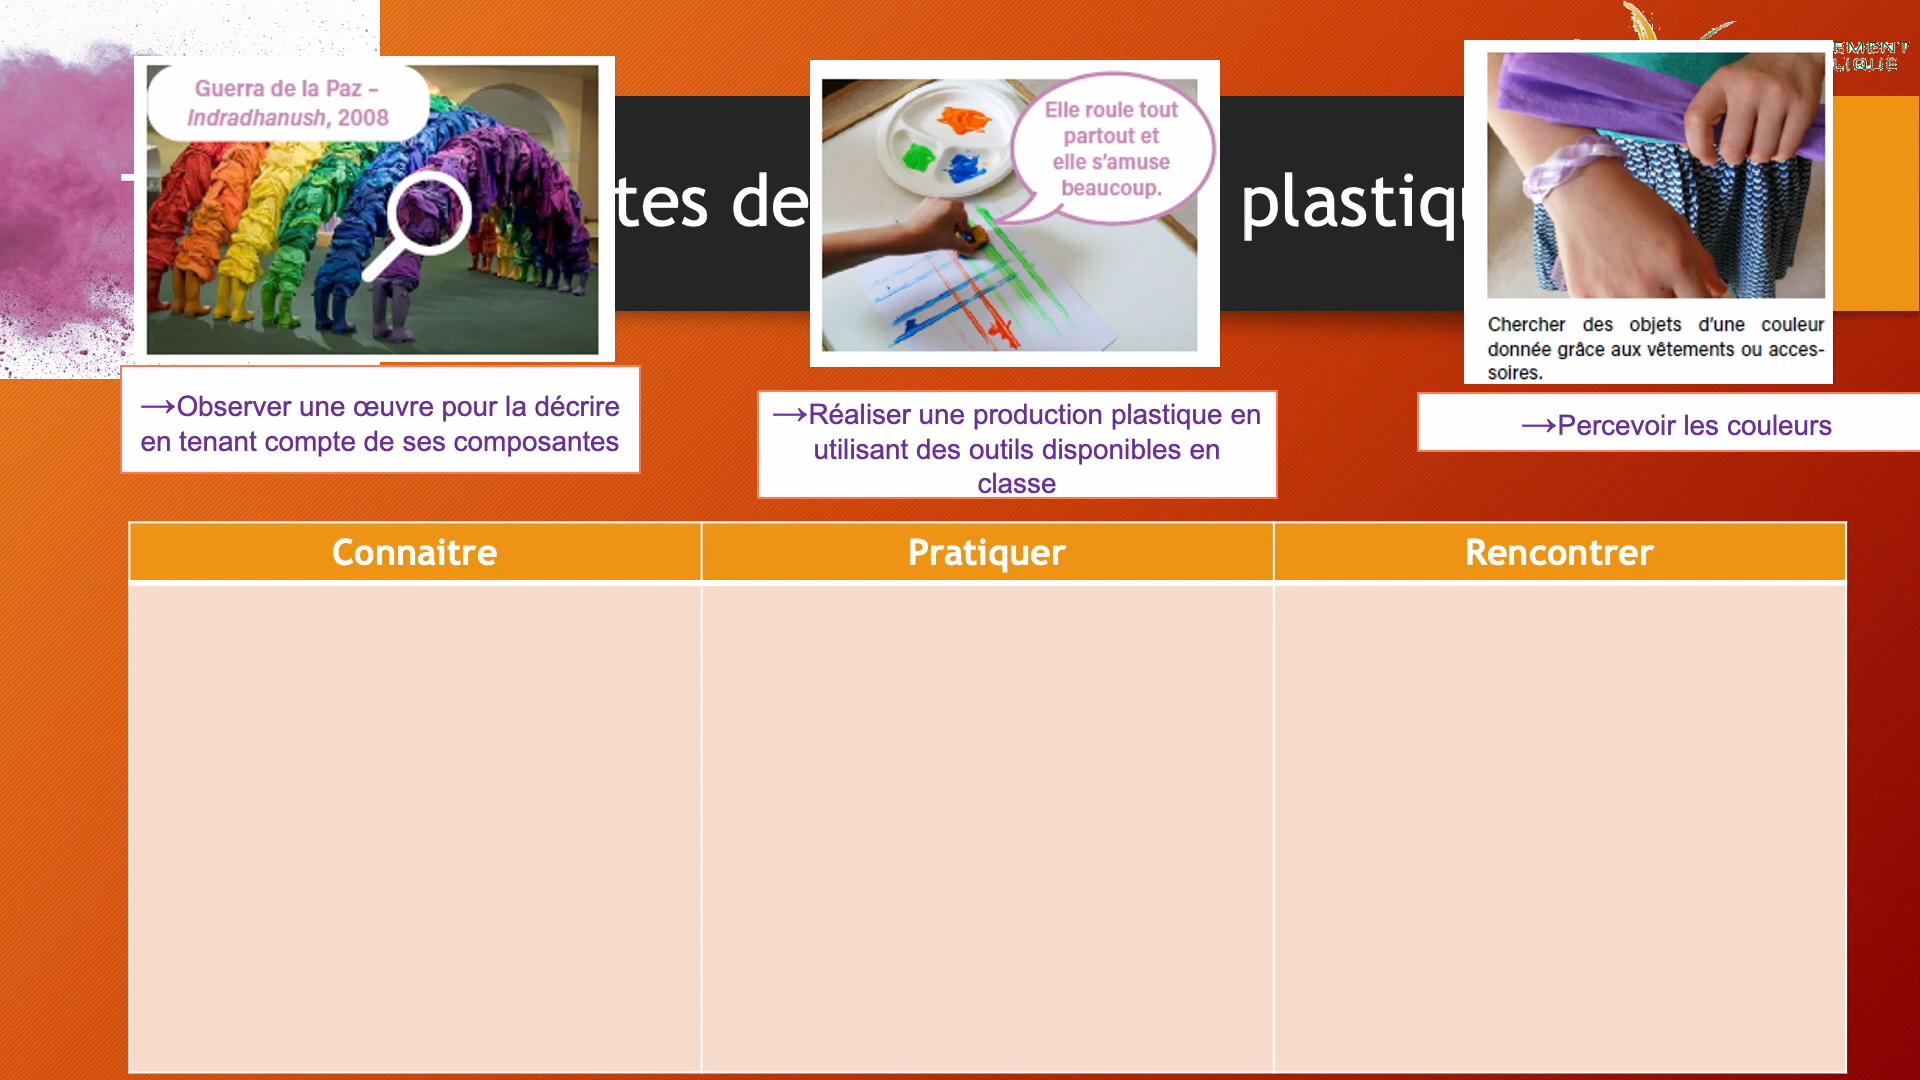 EMENT
LIQUE
Guerra de la Paz –
Indradhanush, 2008
Elle roule tout
partout et
elle s'amuse
beaucoup.
tes de plastiqu
Chercher des objets d'une couleur
donnée grâce aux vêtements ou acces-
soires.
→Observer une œuvre pour la décrire
en tenant compte de ses composantes
→Réaliser une production plastique en
utilisant des outils disponibles en
classe
→Percevoir les couleurs
Connaitre
Pratiquer
Rencontrer